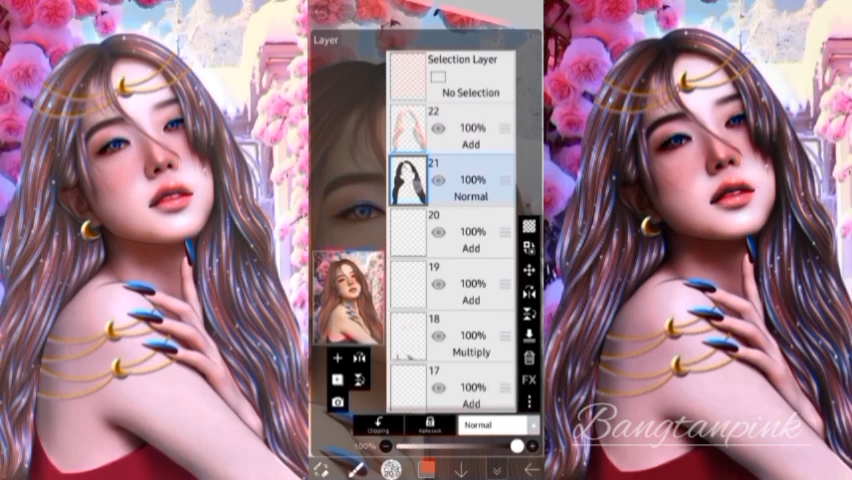 Layer
Selection Layer
No Selection
22
100%
Add
21
100%
Normal
20
100%
Add
19
100%
Add
18
100%
Multiply
17
100%
Add
FX
Clipping
Alpha Lock
Normal
100%
Bangtanpink